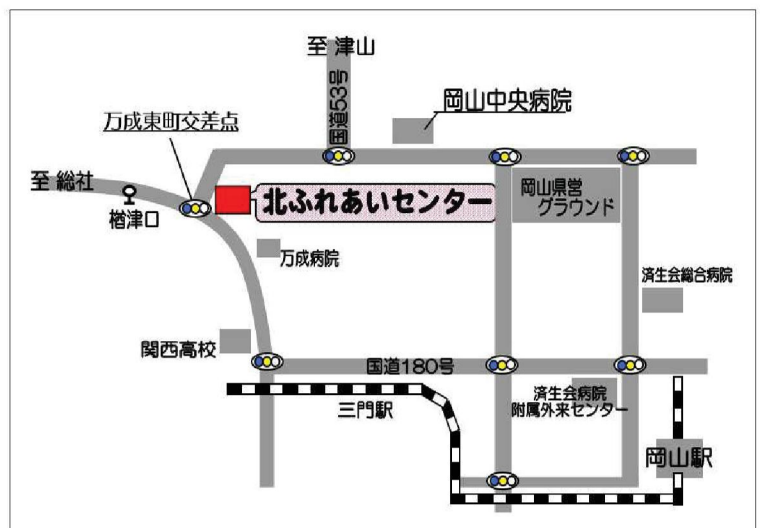 至 津山
国道53号
岡山中央病院
万成東町交差点
至 総社
楢津口
北ふれあいセンター
岡山県営
グラウンド
万成病院
済生会総合病院
関西高校
国道180号
済生会病院
附属外来センター
三門駅
岡山駅